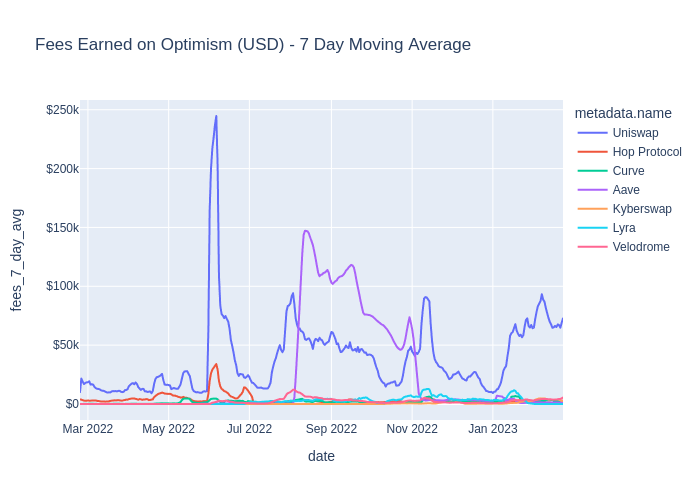 Fees Earned on Optimism (USD) - 7 Day Moving Average
metadata.name
Uniswap
Hop Protocol
Curve
Aave
Kyberswap
Lyra
Velodrome
fees_7_day_avg
$250k
$200k
$150k
$100k
$50k
$0
Mar 2022 May 2022 Jul 2022 Sep 2022 Nov 2022 Jan 2023
date